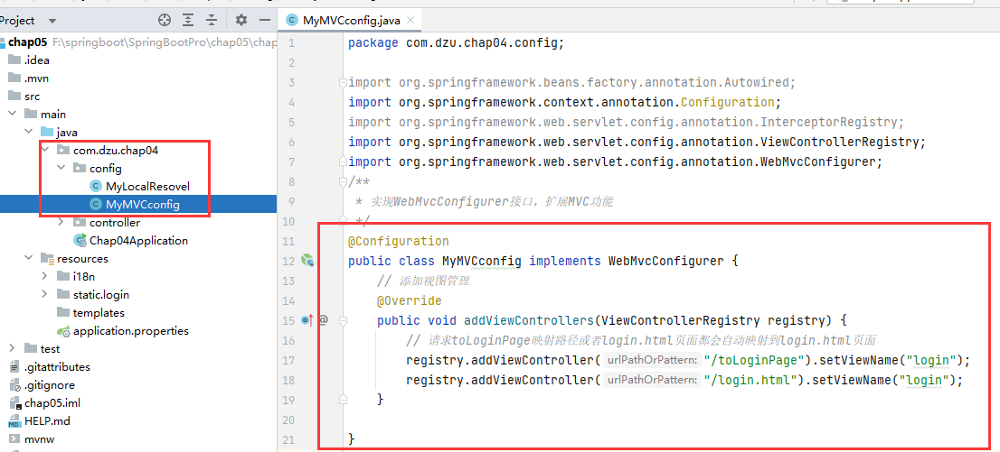 Project
MyMVCconfig.java
chap05 F:\springboot\SpringBootPro\chap05\chap
.idea
.mvn
src
main
java
com.dzu.chap04
config
MyLocalResovel
MyMVCconfig
controller
Chap04Application
resources
i18n
static.login
templates
application.properties
test
.gitattributes
.gitignore
chap05.iml
HELP.md
mvnw
1 package com.dzu.chap04.config;
2
3 import org.springframework.beans.factory.annotation.Autowired;
4 import org.springframework.context.annotation.Configuration;
5 import org.springframework.web.servlet.config.annotation.InterceptorRegistry;
6 import org.springframework.web.servlet.config.annotation.ViewControllerRegistry;
7 import org.springframework.web.servlet.config.annotation.WebMvcConfigurer;
8 /**
9 * 实现WebMvcConfigurer接口，扩展MVC功能
10 */
11 @Configuration
12 public class MyMVCconfig implements WebMvcConfigurer {
13 // 添加视图管理
14 @Override
15 @ public void addViewControllers(ViewControllerRegistry registry) {
16 // 请求toLoginPage映射路径或者login.html页面都会自动映射到login.html页面
17 registry.addViewController( urlPathOrPattern: "/toLoginPage").setViewName("login");
18 registry.addViewController( urlPathOrPattern: "/login.html").setViewName("login");
19 }
20
21 }